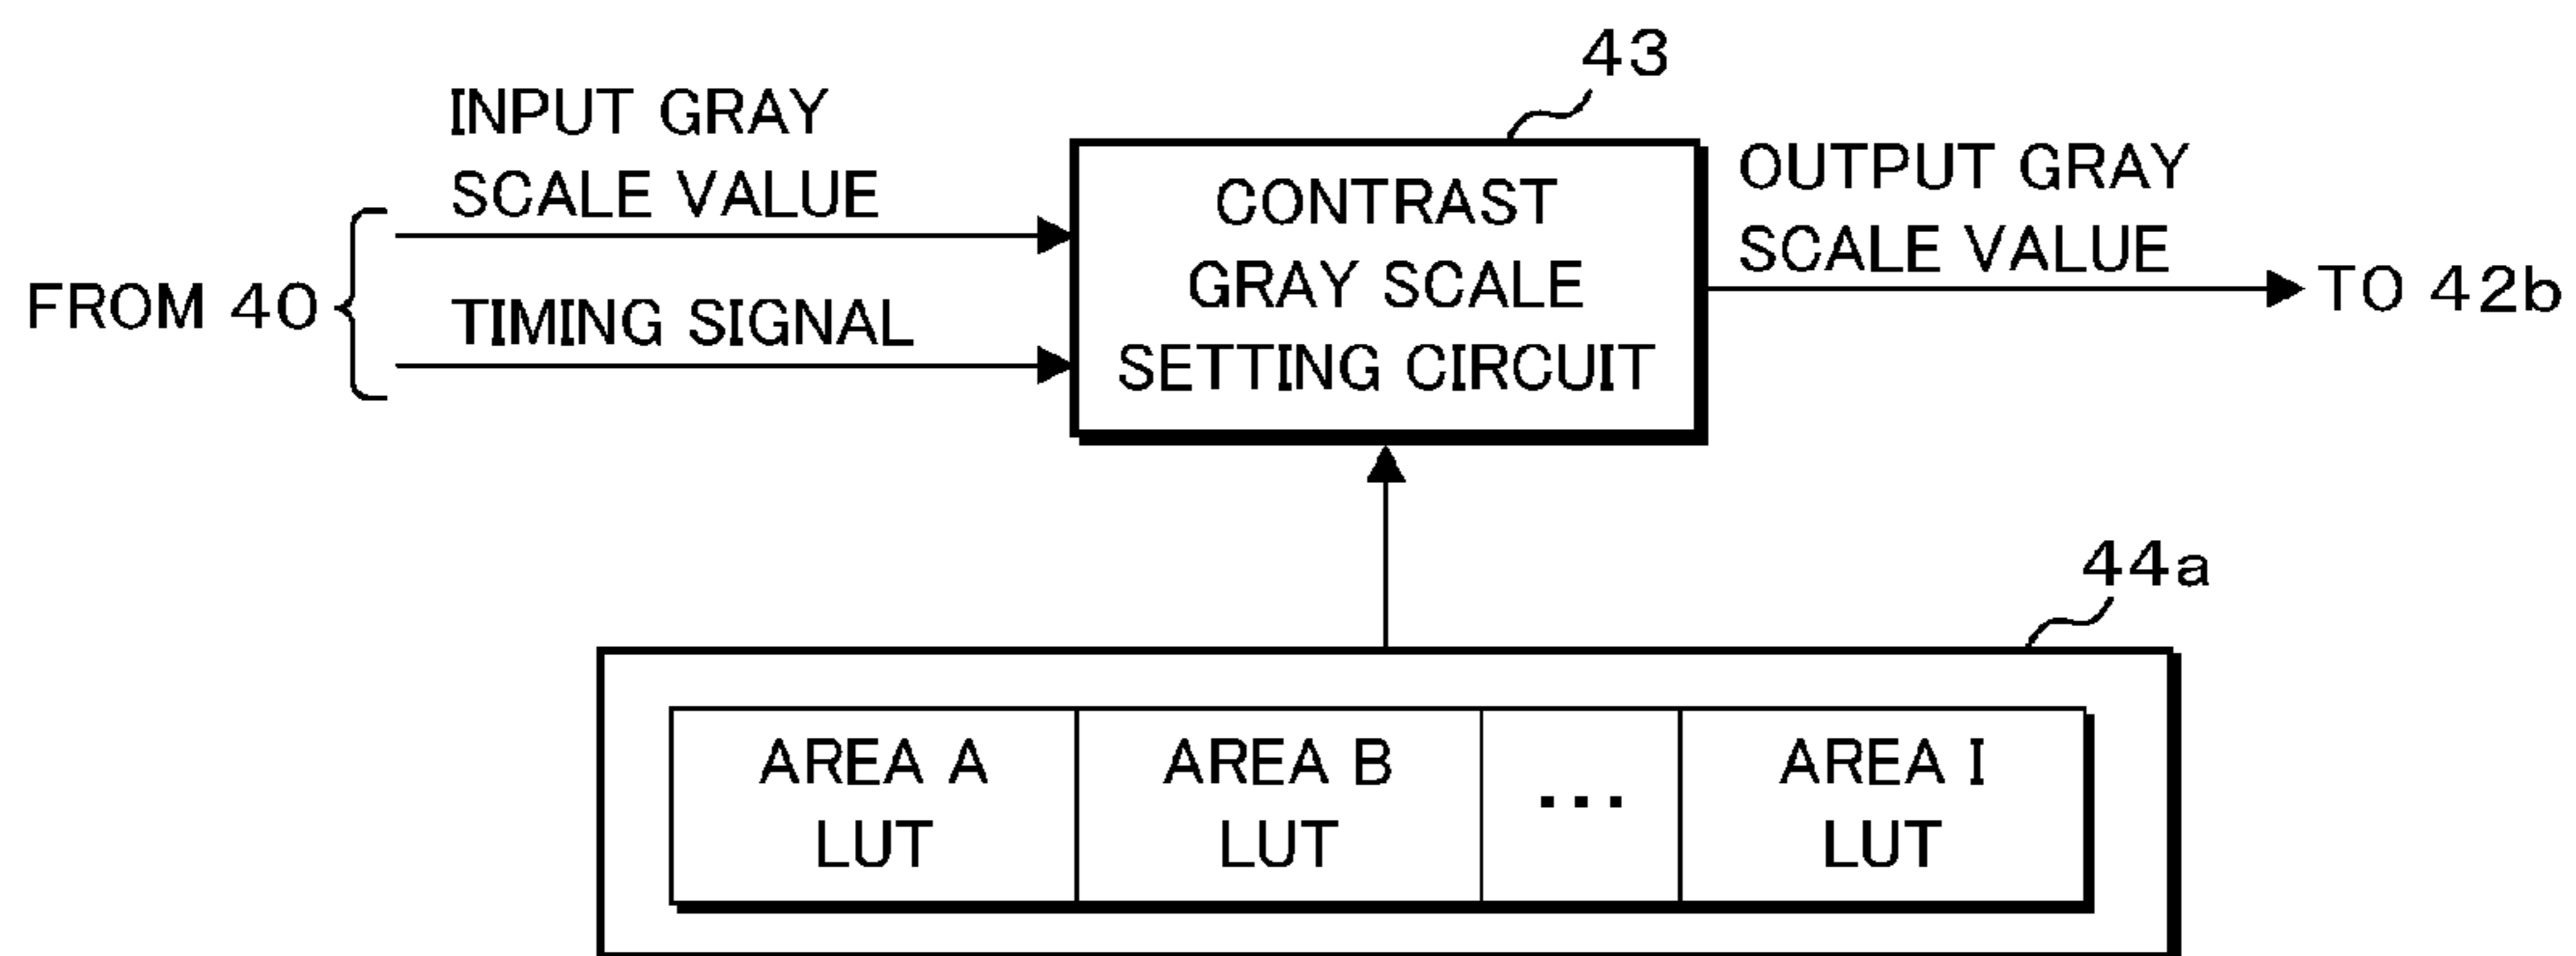 43
INPUT GRAY
SCALE VALUE
FROM 40
TIMING SIGNAL
CONTRAST
GRAY SCALE
SETTING CIRCUIT
OUTPUT GRAY
SCALE VALUE
TO 42b
44a
AREA A
LUT
AREA B
LUT
...
AREA I
LUT